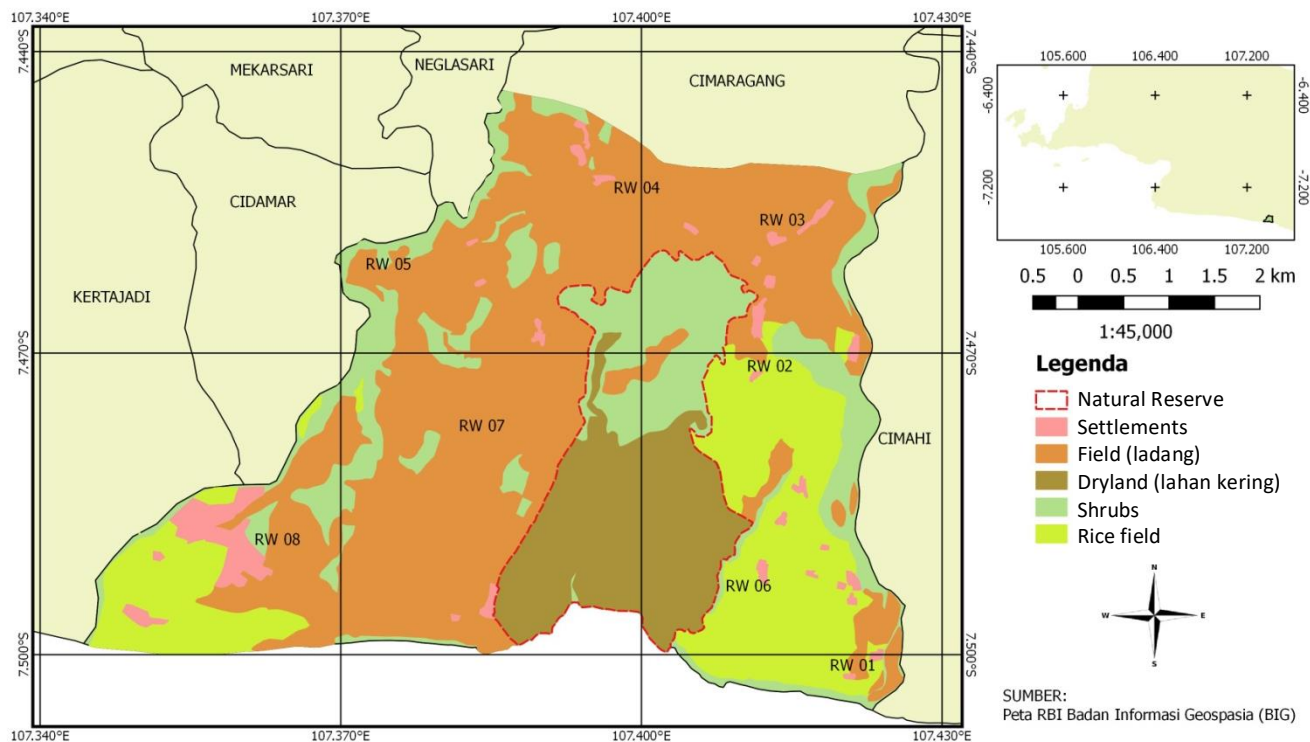 107.340°E 107.370°E 107.400°E 107.430°E
7.440°S 7.440°S
MEKARSARI
NEGLASARI
CIMARAGANG
RW 04
CIDAMAR
RW 03
RW 05
KERTAJADI
7.470°S 7.470°S
RW 02
RW 07
CIMAHI
RW 08
RW 06
7.500°S 7.500°S
RW 01
107.340°E 107.370°E 107.400°E 107.430°E
105.600 106.400 107.200
-6.400 -6.400
-7.200 -7.200
105.600 106.400 107.200
0.5 0 0.5 1 1.5 2 km
1:45,000
Legenda
Natural Reserve
Settlements
Field (ladang)
Dryland (lahan kering)
Shrubs
Rice field
N
W E
S
SUMBER:
Peta RBI Badan Informasi Geospasia (BIG)